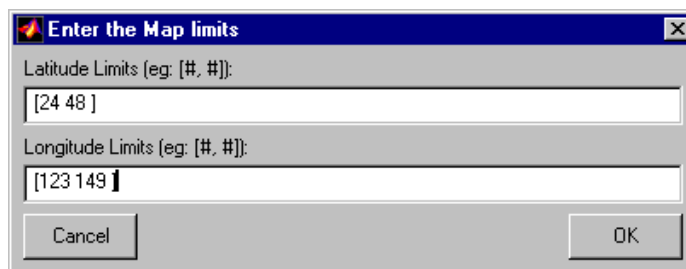 Enter the Map limits
Latitude Limits (eg: [#, #]):
[24 48 ]
Longitude Limits (eg: [#, #]):
[123 149 ]
Cancel OK